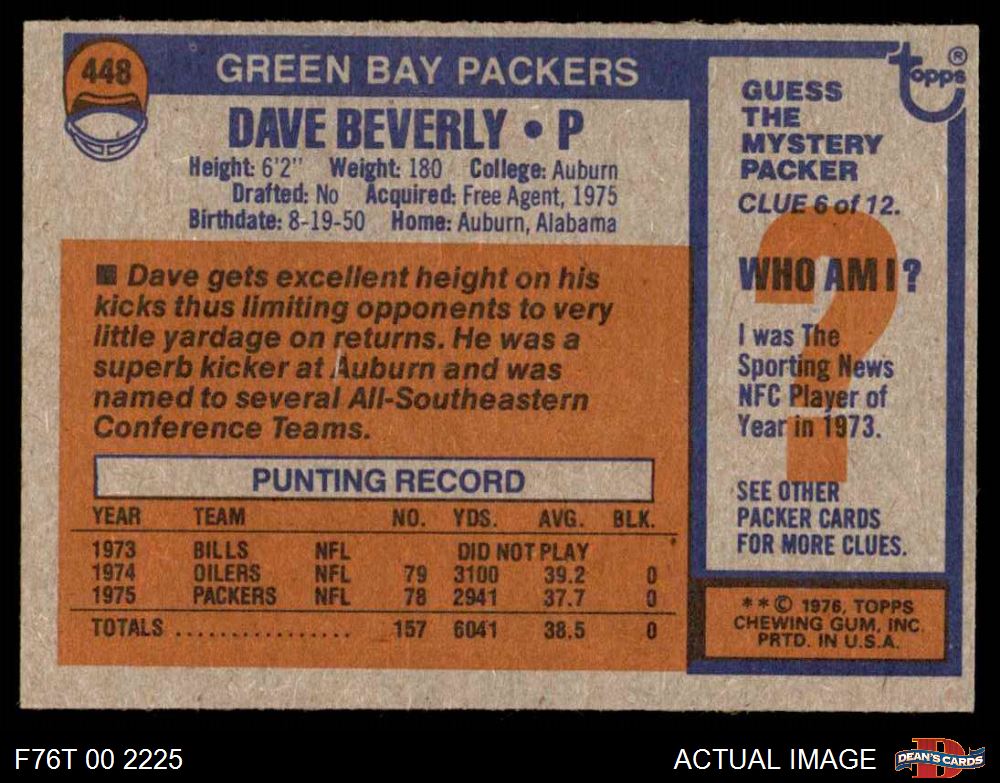 448
GREEN BAY PACKERS
DAVE BEVERLY • P
Height: 6'2" Weight: 180 College: Auburn
Drafted: No Acquired: Free Agent, 1975
Birthdate: 8-19-50 Home: Auburn, Alabama
■ Dave gets excellent height on his
kicks thus limiting opponents to very
little yardage on returns. He was a
superb kicker at Auburn and was
named to several All-Southeastern
Conference Teams.
PUNTING RECORD
YEAR TEAM NO. YDS. AVG. BLK.
1973 BILLS NFL DID NOT PLAY
1974 OILERS NFL 79 3100 39.2 0
1975 PACKERS NFL 78 2941 37.7 0
TOTALS ................ 157 6041 38.5 0
topps®
GUESS
THE
MYSTERY
PACKER
CLUE 6 of 12.
?
WHO AM I?
I was The
Sporting News
NFC Player of
Year in 1973.
SEE OTHER
PACKER CARDS
FOR MORE CLUES.
**© 1976, TOPPS
CHEWING GUM, INC.
PRTD. IN U.S.A.
F76T 00 2225
ACTUAL IMAGE
D
DEAN'S CARDS